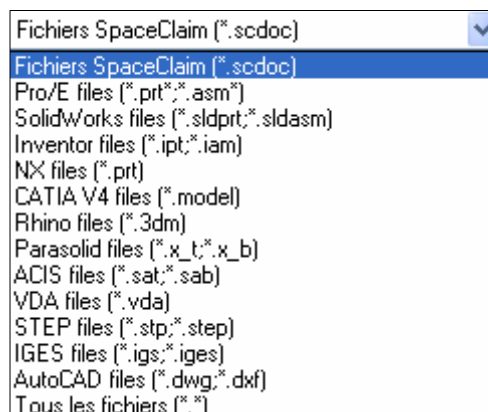 Fichiers SpaceClaim (*.scdoc)
Fichiers SpaceClaim (*.scdoc)
Pro/E files (*.prt*;*.asm*)
SolidWorks files (*.sldprt;*.sldasm)
Inventor files (*.ipt;*.iam)
NX files (*.prt)
CATIA V4 files (*.model)
Rhino files (*.3dm)
Parasolid files (*.x_t;*.x_b)
ACIS files (*.sat;*.sab)
VDA files (*.vda)
STEP files (*.stp;*.step)
IGES files (*.igs;*.iges)
AutoCAD files (*.dwg;*.dxf)
Tous les fichiers (*.*)